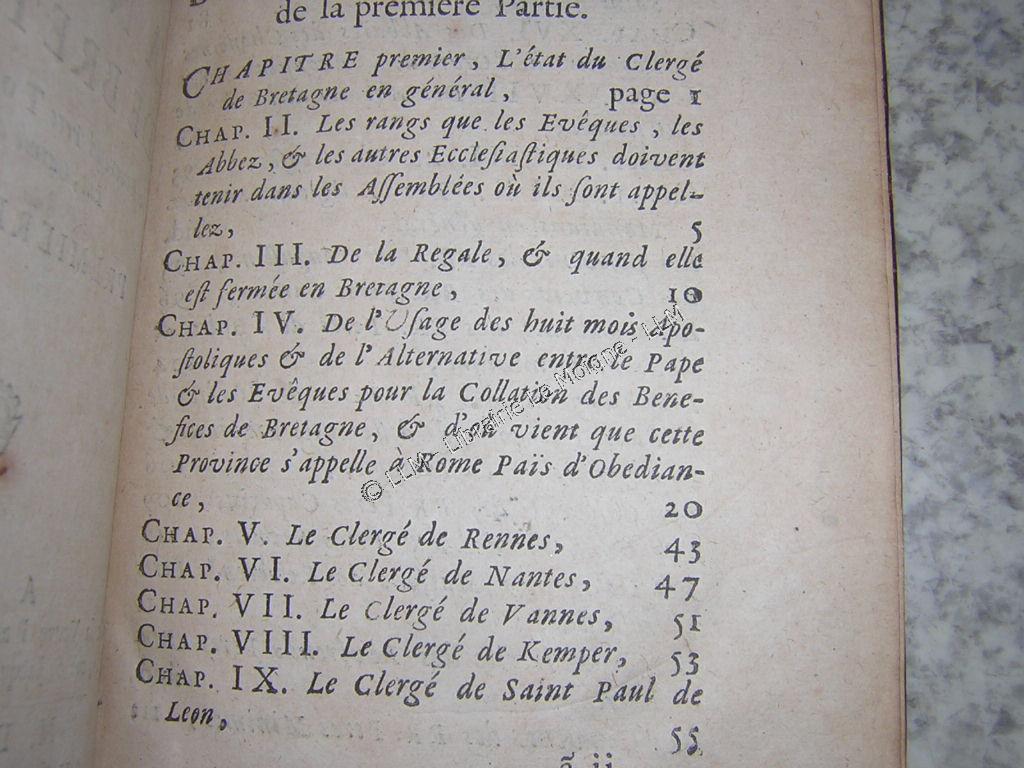 de la premiere Partie.
CHAPITRE premier, L'état du Clergé
de Bretagne en général, page 1
CHAP. II. Les rangs que les Evêques, les
Abbez, & les autres Ecclesiastiques doivent
tenir dans les Assemblées où ils sont appel-
lez, 5
CHAP. III. De la Regale, & quand elle
est fermée en Bretagne, 10
CHAP. IV. De l'Usage des huit mois Apo-
stoliques & de l'Alternative entre le Pape
& les Evêques pour la Collation des Bene-
fices de Bretagne, & d'où vient que cette
Province s'appelle à Rome Païs d'Obedian-
ce, 20
CHAP. V. Le Clergé de Rennes, 43
CHAP. VI. Le Clergé de Nantes, 47
CHAP. VII. Le Clergé de Vannes, 51
CHAP. VIII. Le Clergé de Kemper, 53
CHAP. IX. Le Clergé de Saint Paul de
Leon, 55
ã ii
© LLM - Librairie Le Moigne - LLM